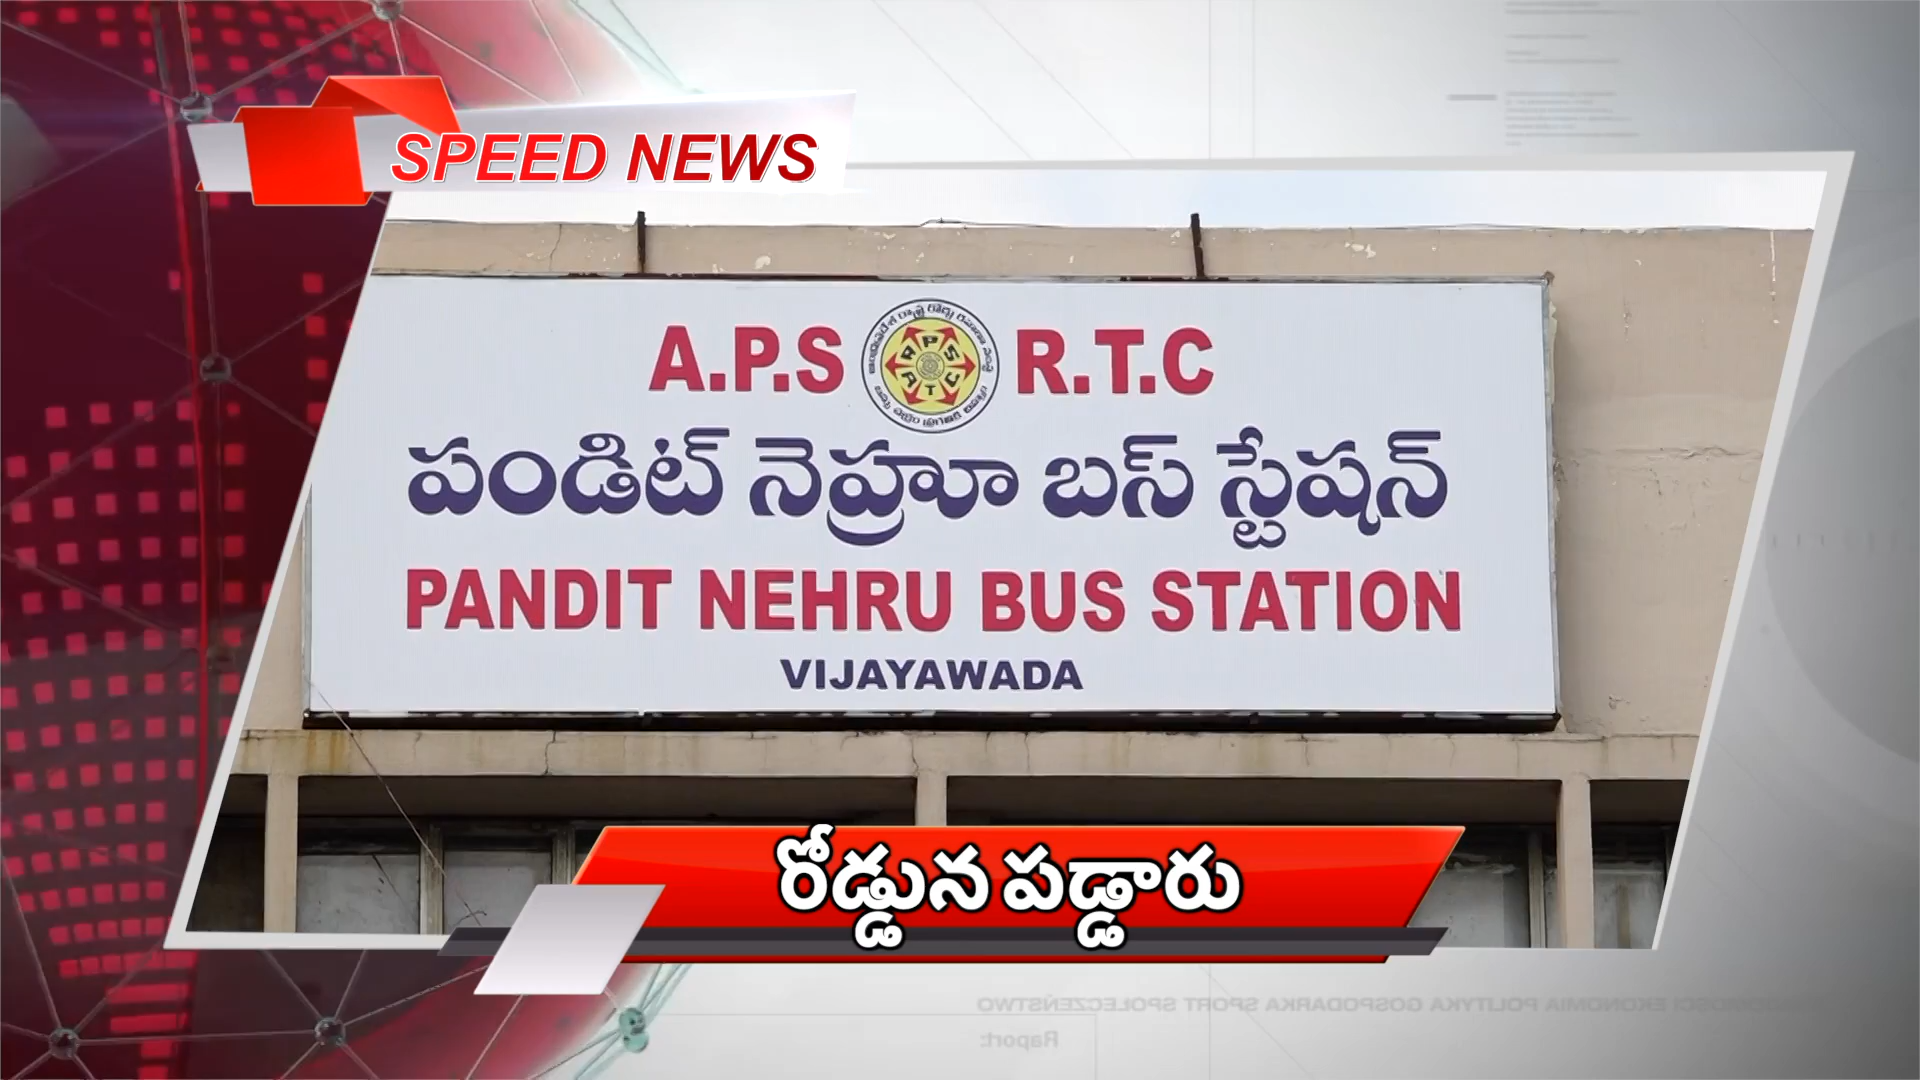 SPEED NEWS
A.P.S R.T.C
పండిట్ నెహ్రూ బస్ స్టేషన్
PANDIT NEHRU BUS STATION
VIJAYAWADA
రోడ్డున పడ్డారు